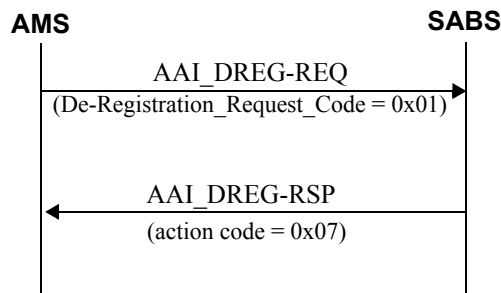 AMS
SABS
AAI_DREG-REQ
(De-Registration_Request_Code = 0x01)
AAI_DREG-RSP
(action code = 0x07)